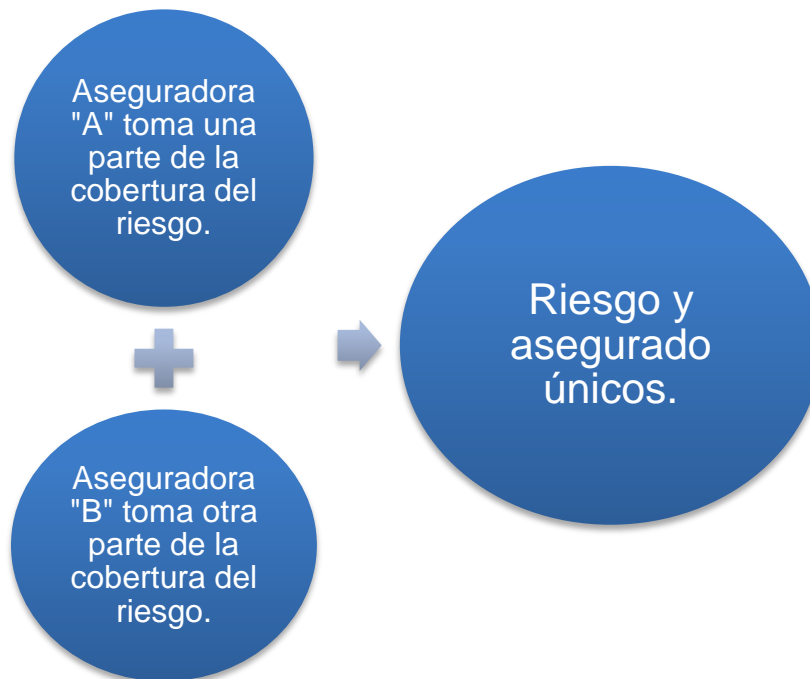 Aseguradora
"A" toma una
parte de la
cobertura del
riesgo.
Aseguradora
"B" toma otra
parte de la
cobertura del
riesgo.
Riesgo y
asegurado
únicos.